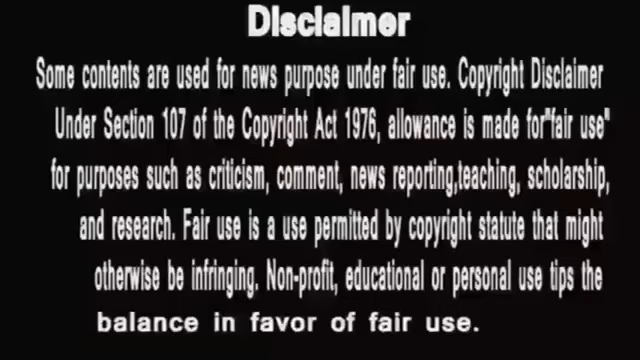 Disclaimer
Some contents are used for news purpose under fair use. Copyright Disclaimer
Under Section 107 of the Copyright Act 1976, allowance is made for"fair use"
for purposes such as criticism, comment, news reporting,teaching, scholarship,
and research. Fair use is a use permitted by copyright statute that might
otherwise be infringing. Non-profit, educational or personal use tips the
balance in favor of fair use.